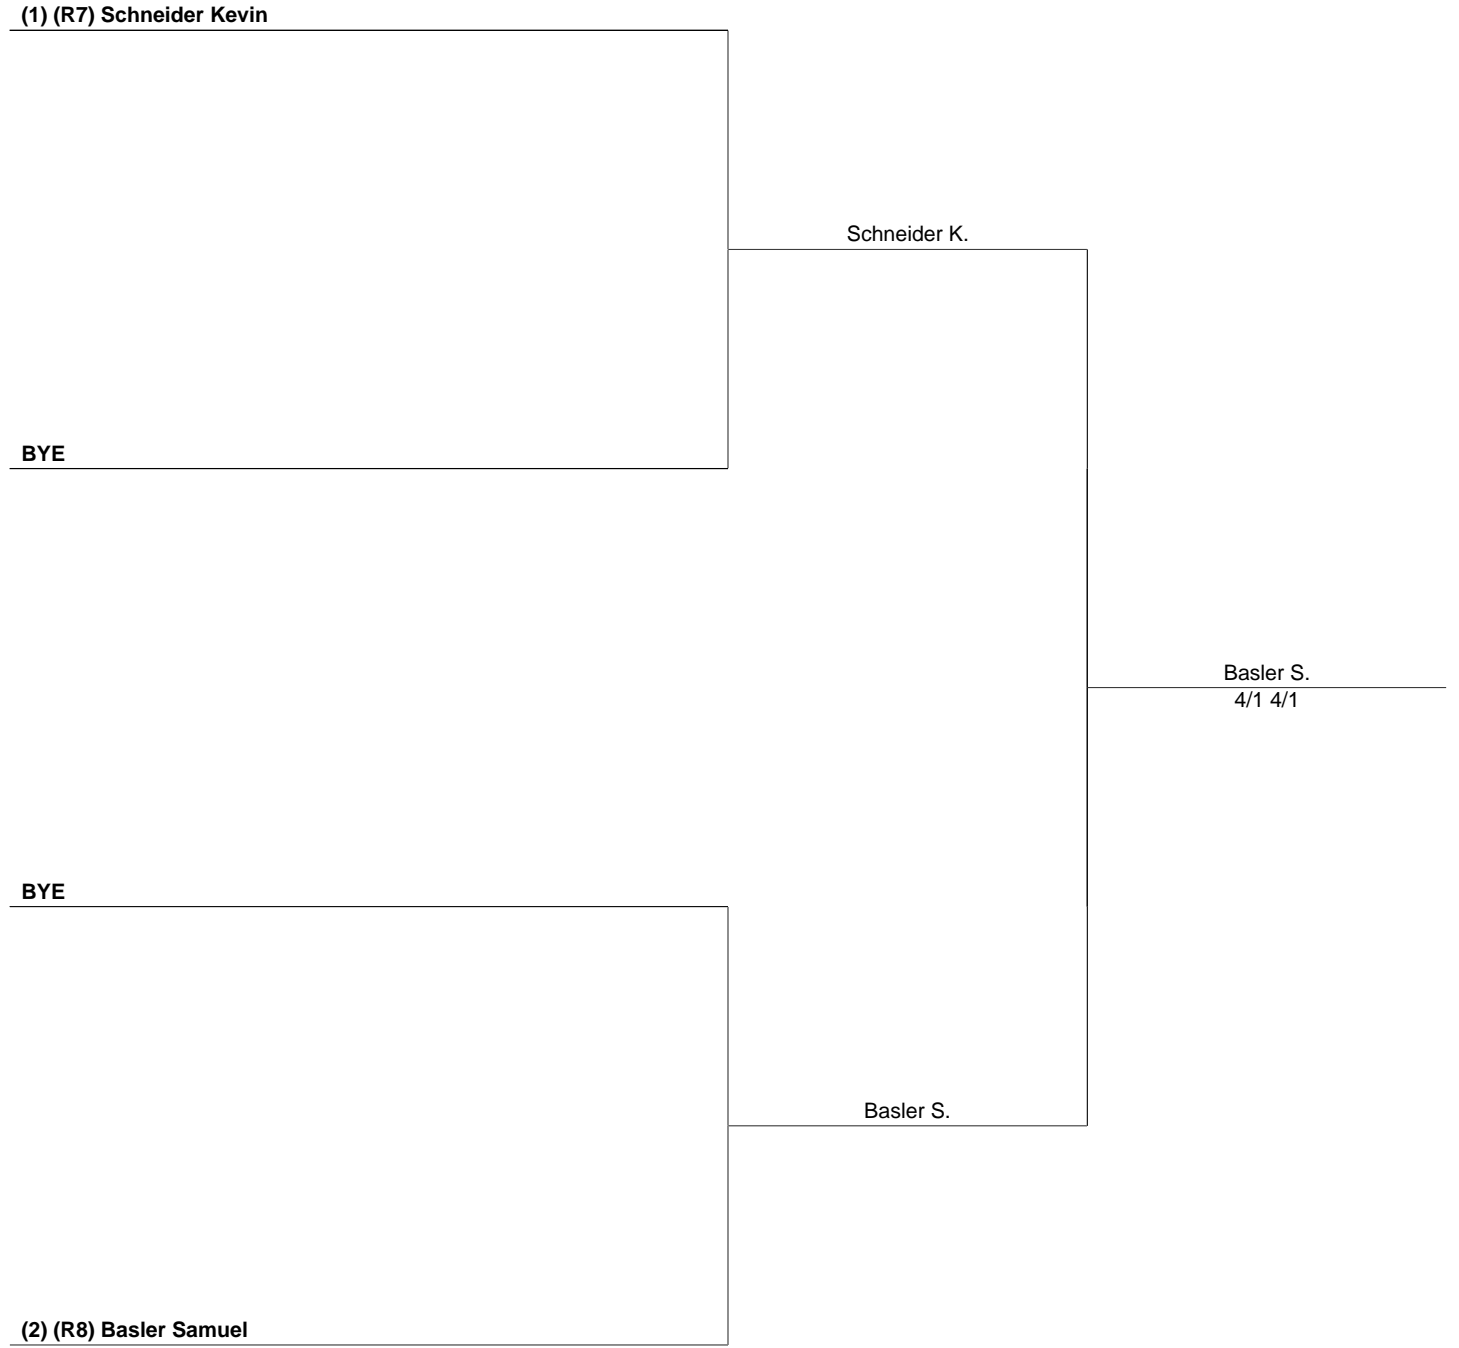 (1) (R7) Schneider Kevin
Schneider K.
BYE
Basler S.
4/1 4/1
BYE
Basler S.
(2) (R8) Basler Samuel